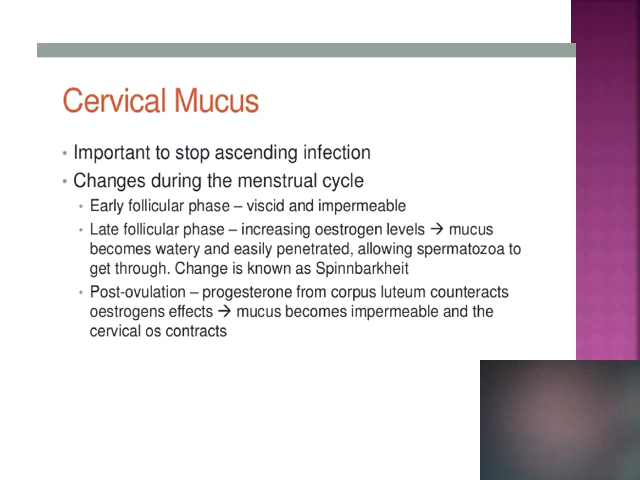 Cervical Mucus
• Important to stop ascending infection
• Changes during the menstrual cycle
• Early follicular phase – viscid and impermeable
• Late follicular phase – increasing oestrogen levels → mucus
becomes watery and easily penetrated, allowing spermatozoa to
get through. Change is known as Spinnbarkheit
• Post-ovulation – progesterone from corpus luteum counteracts
oestrogens effects → mucus becomes impermeable and the
cervical os contracts